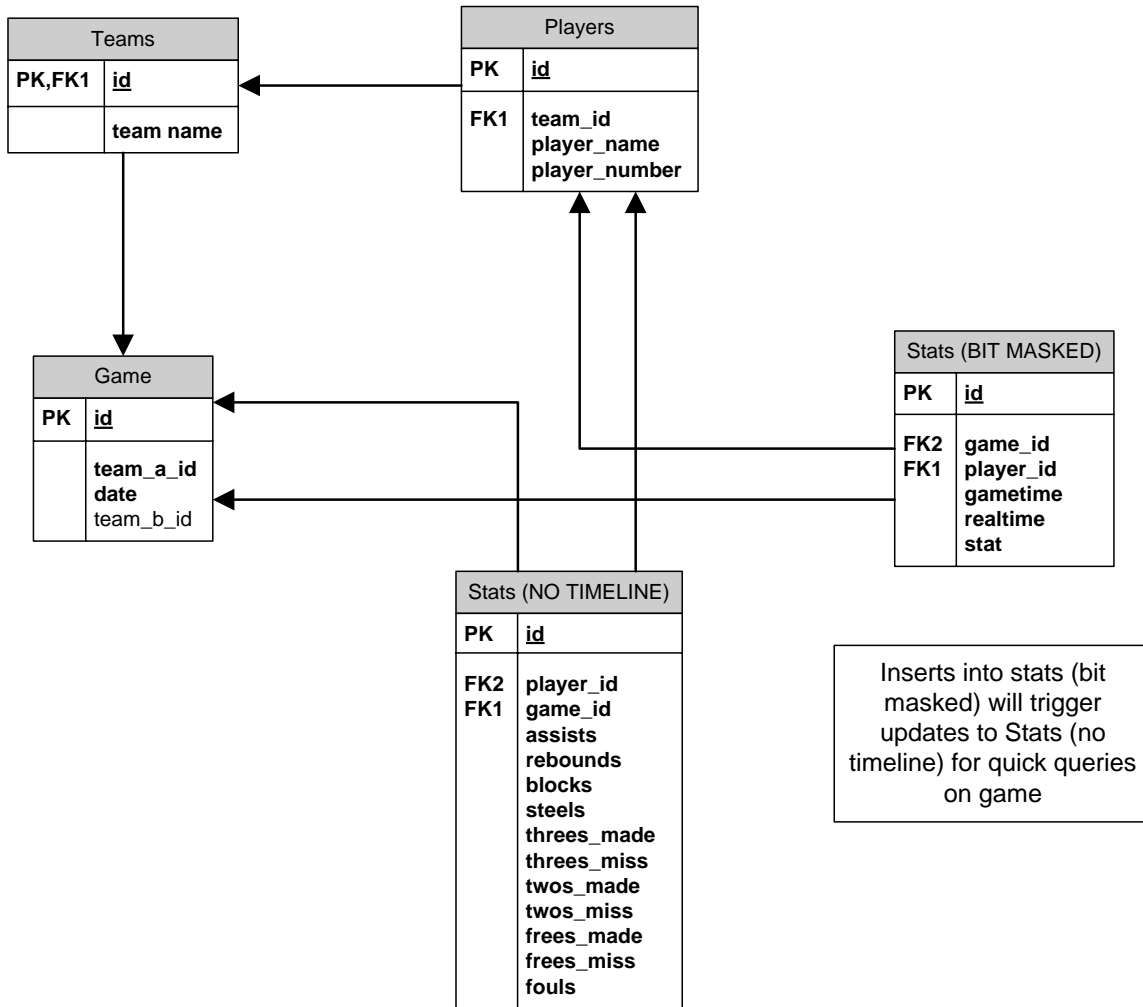 Teams
PK,FK1 id
team name
Players
PK id
FK1 team_id
player_name
player_number
Game
PK id
team_a_id
date
team_b_id
Stats (BIT MASKED)
PK id
FK2 game_id
FK1 player_id
gametime
realtime
stat
Stats (NO TIMELINE)
PK id
FK2 player_id
FK1 game_id
assists
rebounds
blocks
steels
threes_made
threes_miss
twos_made
twos_miss
frees_made
frees_miss
fouls
Inserts into stats (bit
masked) will trigger
updates to Stats (no
timeline) for quick queries
on game